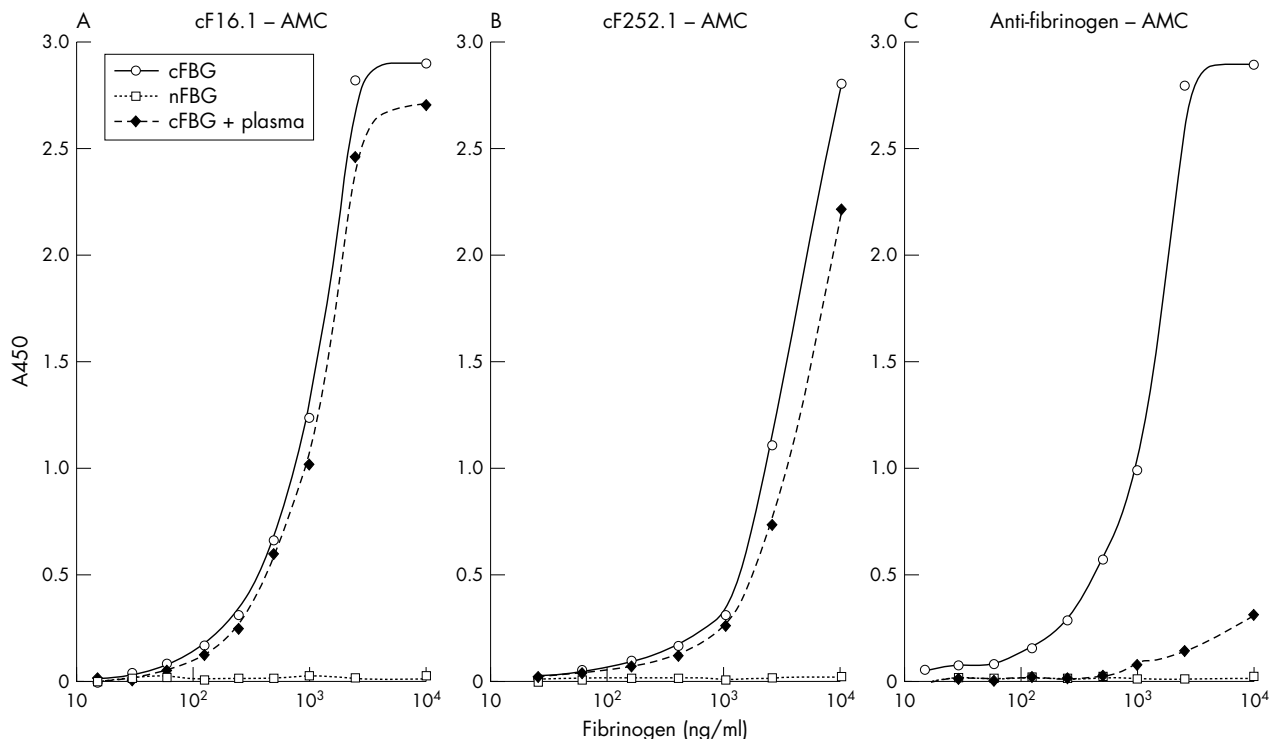 A
cF16.1 – AMC
B
cF252.1 – AMC
C
Anti-fibrinogen – AMC
cFBG
nFBG
cFBG + plasma
A450
3.0
2.5
2.0
1.5
1.0
0.5
0
10
10²
10³
10⁴
3.0
2.5
2.0
1.5
1.0
0.5
0
10
10³
10⁴
3.0
2.5
2.0
1.5
1.0
0.5
0
10
10²
10³
10⁴
Fibrinogen (ng/ml)